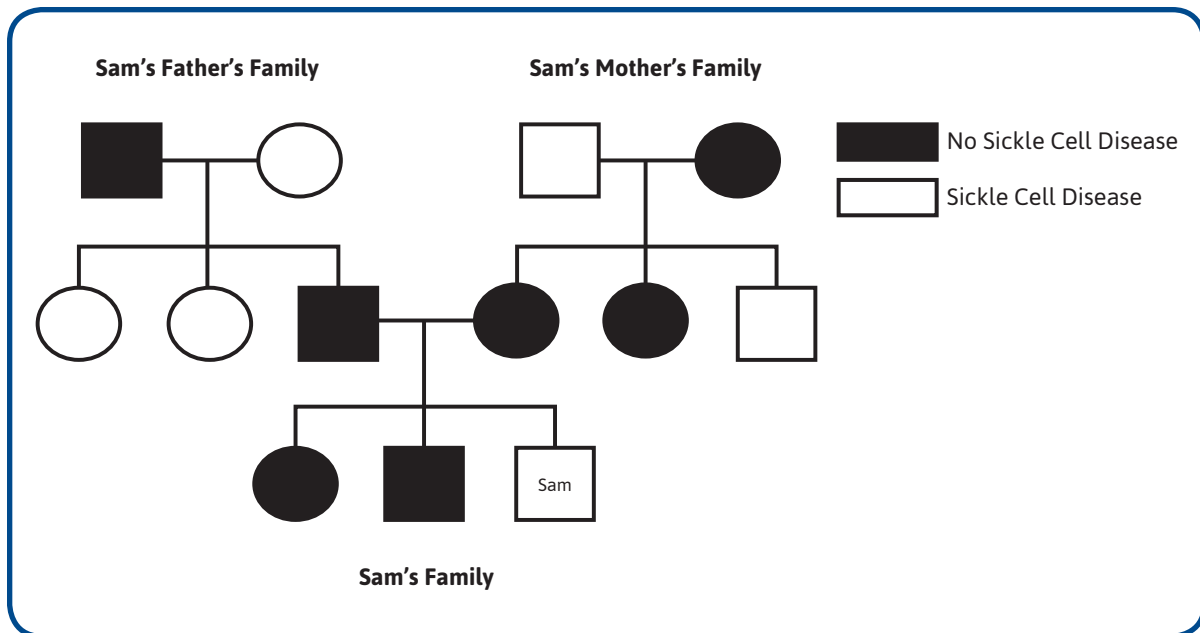 Sam’s Father’s Family
Sam’s Mother’s Family
No Sickle Cell Disease
Sickle Cell Disease
Sam
Sam’s Family